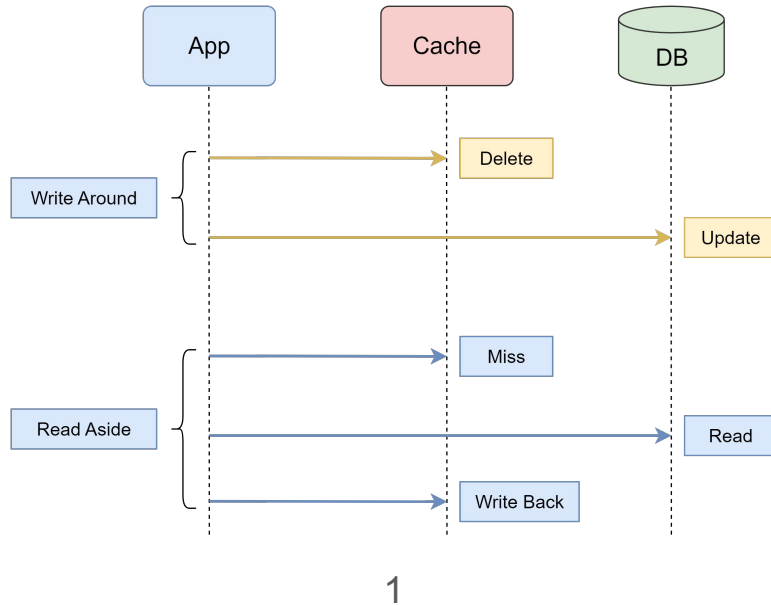 App
Cache
DB
Delete
Write Around
Update
Miss
Read Aside
Read
Write Back
1